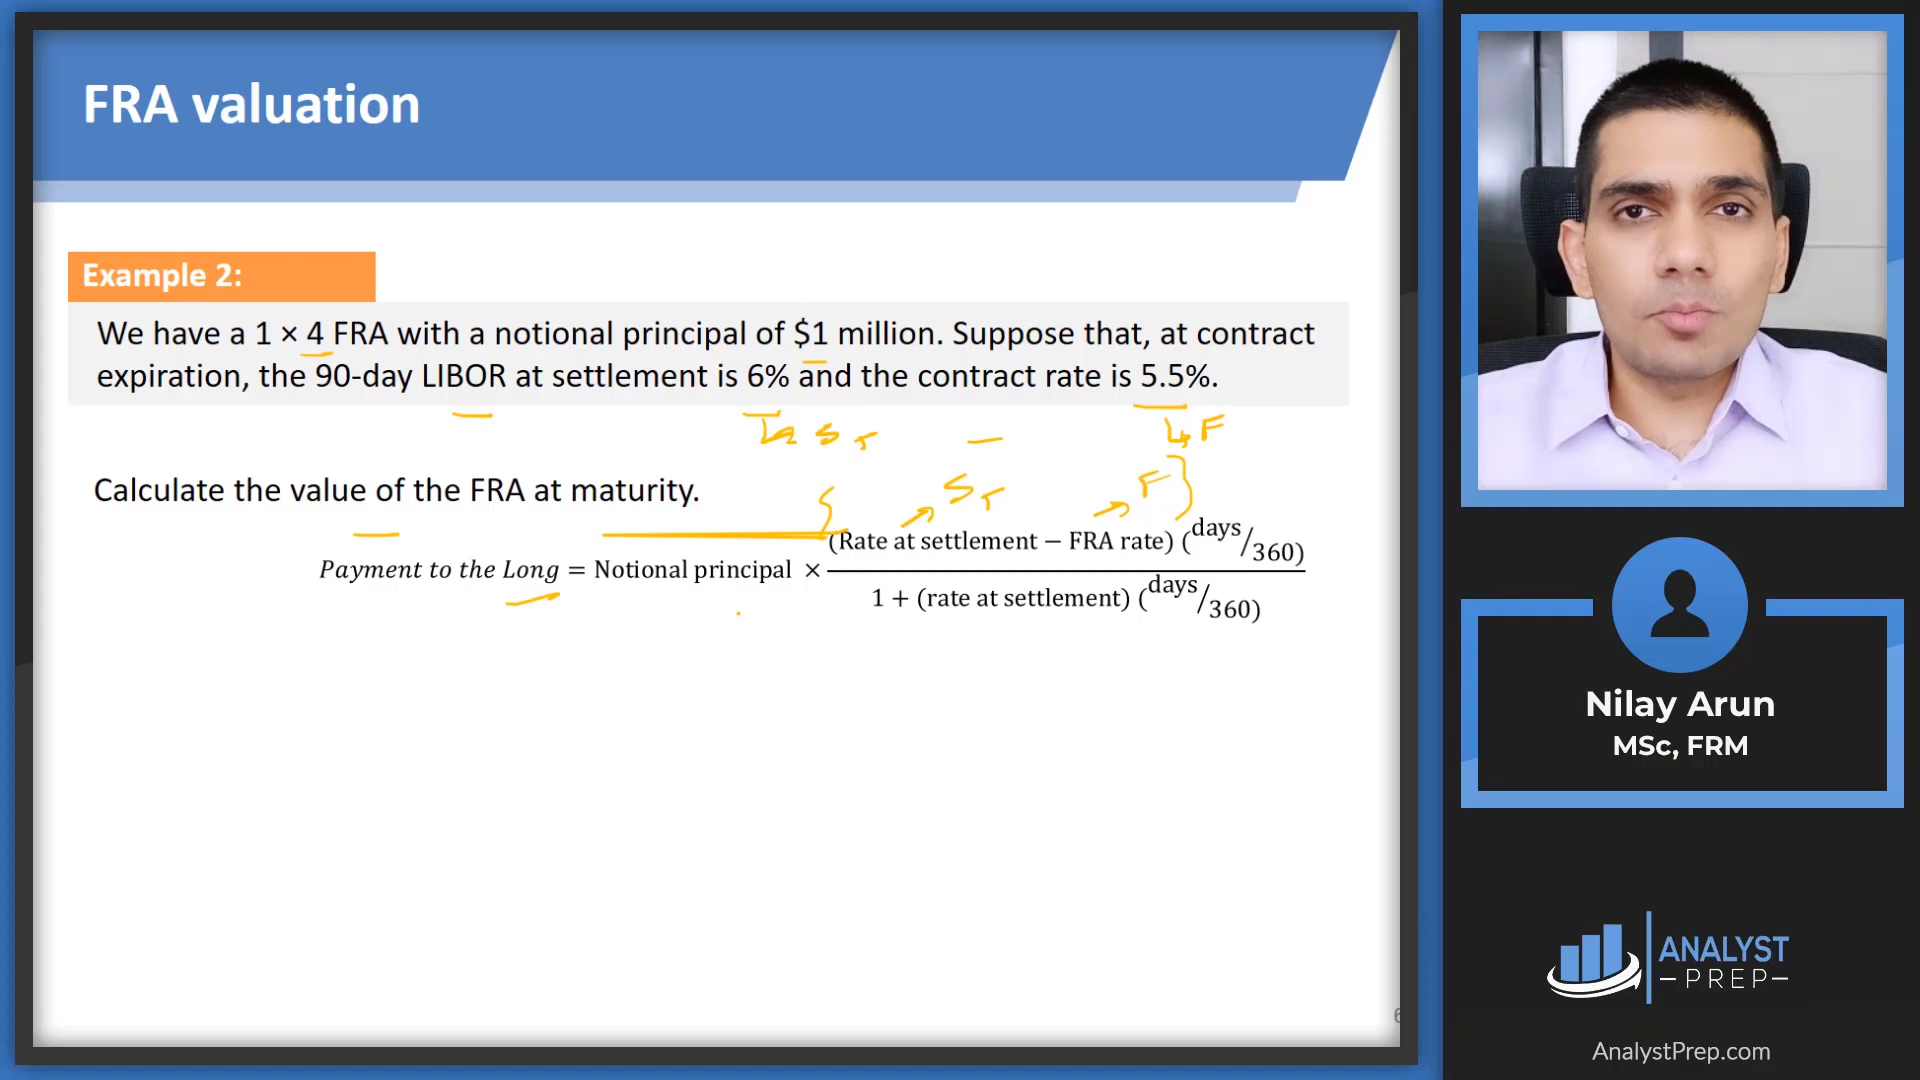 FRA valuation
Example 2:
We have a 1 × 4 FRA with a notional principal of $1 million. Suppose that, at contract
expiration, the 90-day LIBOR at settlement is 6% and the contract rate is 5.5%.
S T – F
Calculate the value of the FRA at maturity.
S T F
Payment to the Long = Notional principal × (Rate at settlement – FRA rate) (days/360)
1 + (rate at settlement) (days/360)
6
Nilay Arun
MSc, FRM
ANALYST
–PREP–
AnalystPrep.com